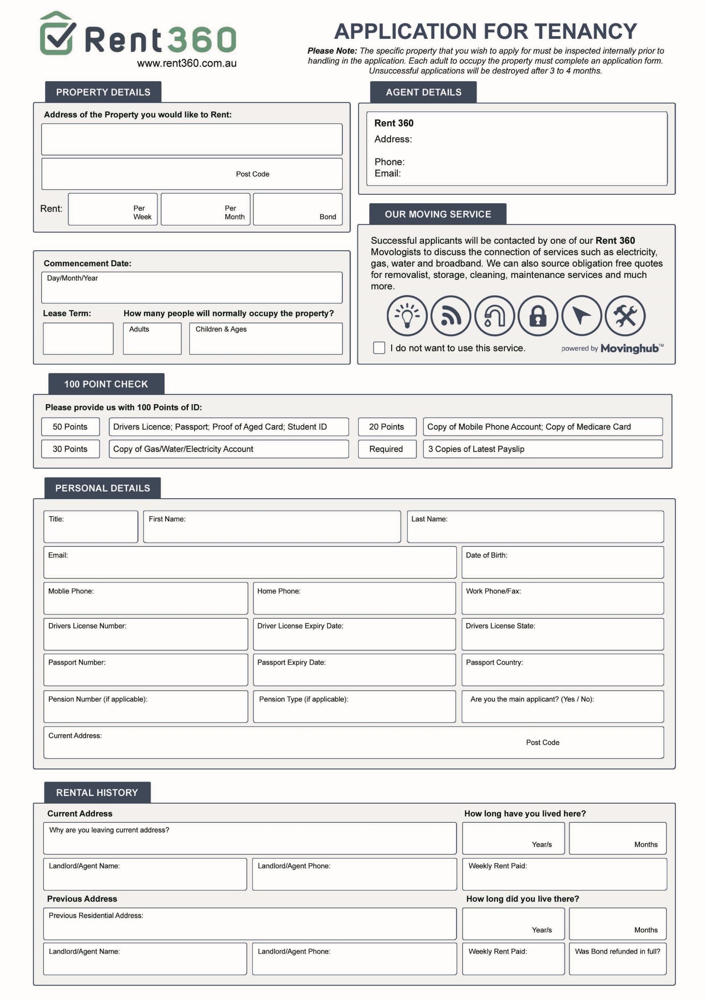 Rent360
www.rent360.com.au
APPLICATION FOR TENANCY
Please Note: The specific property that you wish to apply for must be inspected internally prior to
handling in the application. Each adult to occupy the property must complete an application form.
Unsuccessful applications will be destroyed after 3 to 4 months.
PROPERTY DETAILS
Address of the Property you would like to Rent:
Post Code
Rent:
Per
Week
Per
Month
Bond
Commencement Date:
Day/Month/Year
Lease Term:
How many people will normally occupy the property?
Adults
Children & Ages
AGENT DETAILS
Rent 360
Address:
Phone:
Email:
OUR MOVING SERVICE
Successful applicants will be contacted by one of our Rent 360
Movologists to discuss the connection of services such as electricity,
gas, water and broadband. We can also source obligation free quotes
for removalist, storage, cleaning, maintenance services and much
more.
I do not want to use this service.
powered by Movinghub™
100 POINT CHECK
Please provide us with 100 Points of ID:
50 Points
Drivers Licence; Passport; Proof of Aged Card; Student ID
20 Points
Copy of Mobile Phone Account; Copy of Medicare Card
30 Points
Copy of Gas/Water/Electricity Account
Required
3 Copies of Latest Payslip
PERSONAL DETAILS
Title:
First Name:
Last Name:
Email:
Date of Birth:
Moblie Phone:
Home Phone:
Work Phone/Fax:
Drivers License Number:
Driver License Expiry Date:
Drivers License State:
Passport Number:
Passport Expiry Date:
Passport Country:
Pension Number (if applicable):
Pension Type (if applicable):
Are you the main applicant? (Yes / No):
Current Address:
Post Code
RENTAL HISTORY
Current Address
How long have you lived here?
Why are you leaving current address?
Year/s
Months
Landlord/Agent Name:
Landlord/Agent Phone:
Weekly Rent Paid:
Previous Address
How long did you live there?
Previous Residential Address:
Year/s
Months
Landlord/Agent Name:
Landlord/Agent Phone:
Weekly Rent Paid:
Was Bond refunded in full?